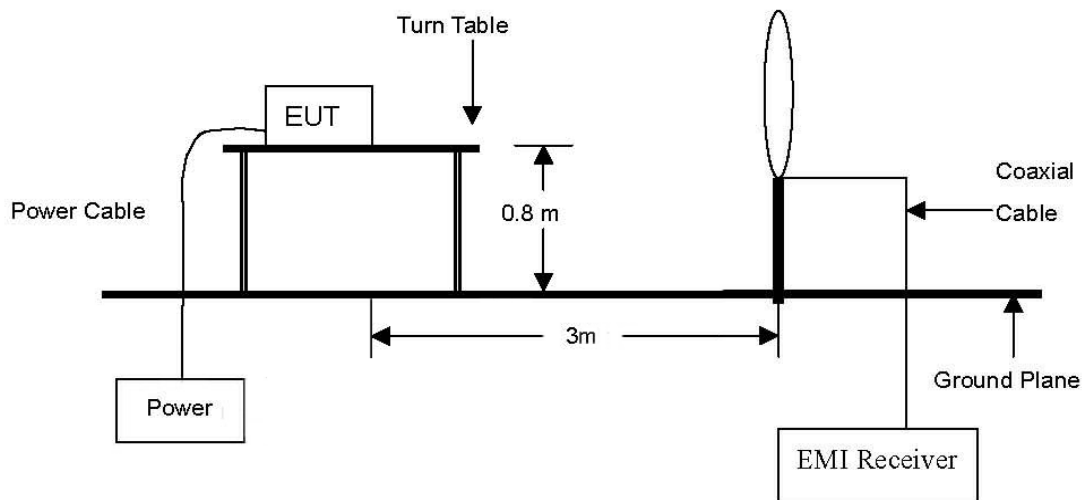 Turn Table
EUT
Coaxial
Cable
Power Cable
0.8 m
3m
Ground Plane
Power
EMI Receiver